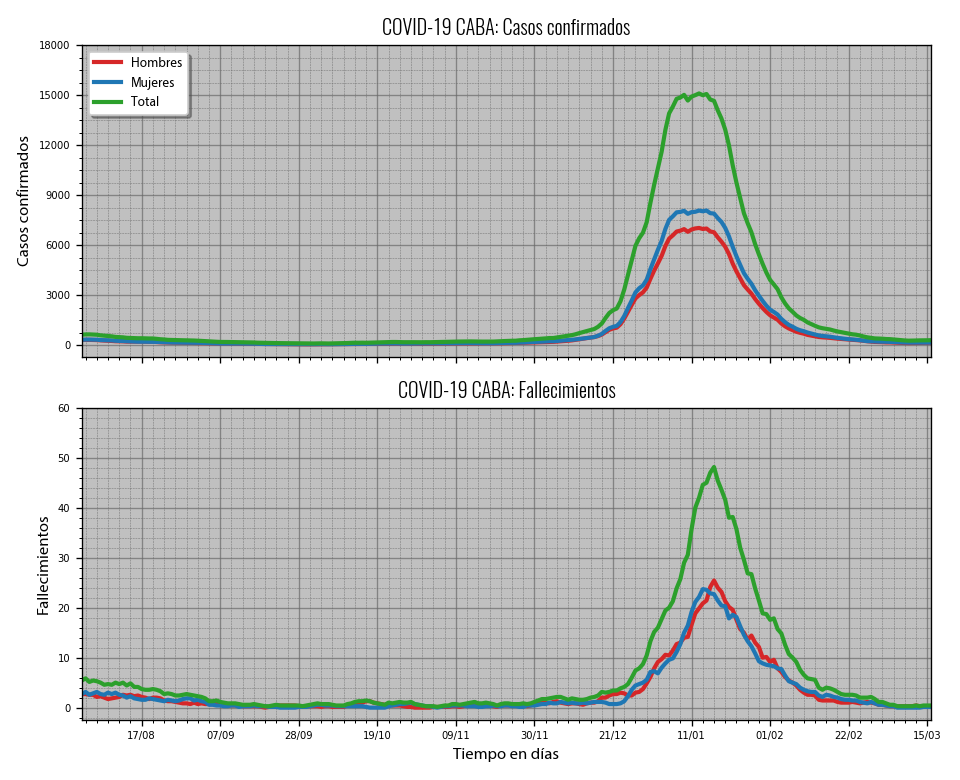 COVID-19 CABA: Casos confirmados
18000
15000
12000
9000
6000
3000
0
Casos confirmados
Hombres
Mujeres
Total
COVID-19 CABA: Fallecimientos
60
50
40
30
20
10
0
Fallecimientos
17/08 07/09 28/09 19/10 09/11 30/11 21/12 11/01 01/02 22/02 15/03
Tiempo en días